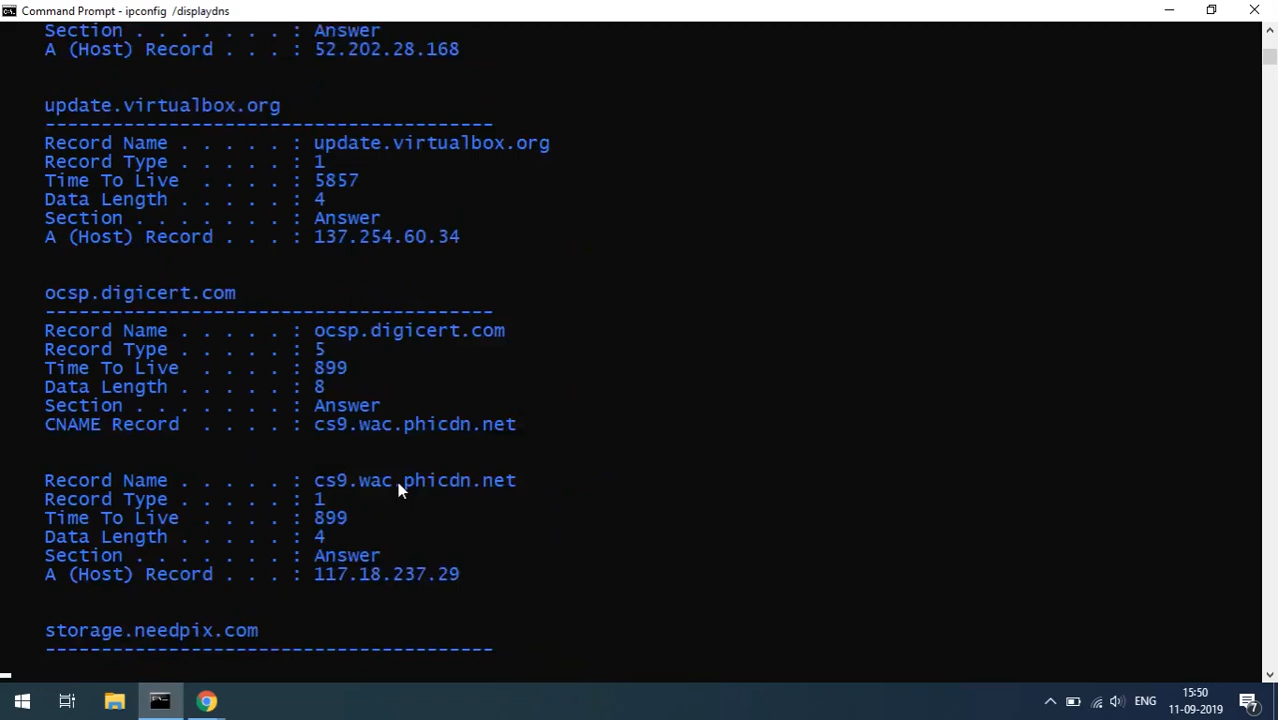 Command Prompt - ipconfig /displaydns
Section . . . . . . . : Answer
A (Host) Record . . . : 52.202.28.168
update.virtualbox.org
----------------------------------------
Record Name . . . . . : update.virtualbox.org
Record Type . . . . . : 1
Time To Live  . . . . : 5857
Data Length . . . . . : 4
Section . . . . . . . : Answer
A (Host) Record . . . : 137.254.60.34
ocsp.digicert.com
----------------------------------------
Record Name . . . . . : ocsp.digicert.com
Record Type . . . . . : 5
Time To Live  . . . . : 899
Data Length . . . . . : 8
Section . . . . . . . : Answer
CNAME Record  . . . . : cs9.wac.phicdn.net
Record Name . . . . . : cs9.wac.phicdn.net
Record Type . . . . . : 1
Time To Live  . . . . : 899
Data Length . . . . . : 4
Section . . . . . . . : Answer
A (Host) Record . . . : 117.18.237.29
storage.needpix.com
----------------------------------------
ENG
15:50
11-09-2019
7